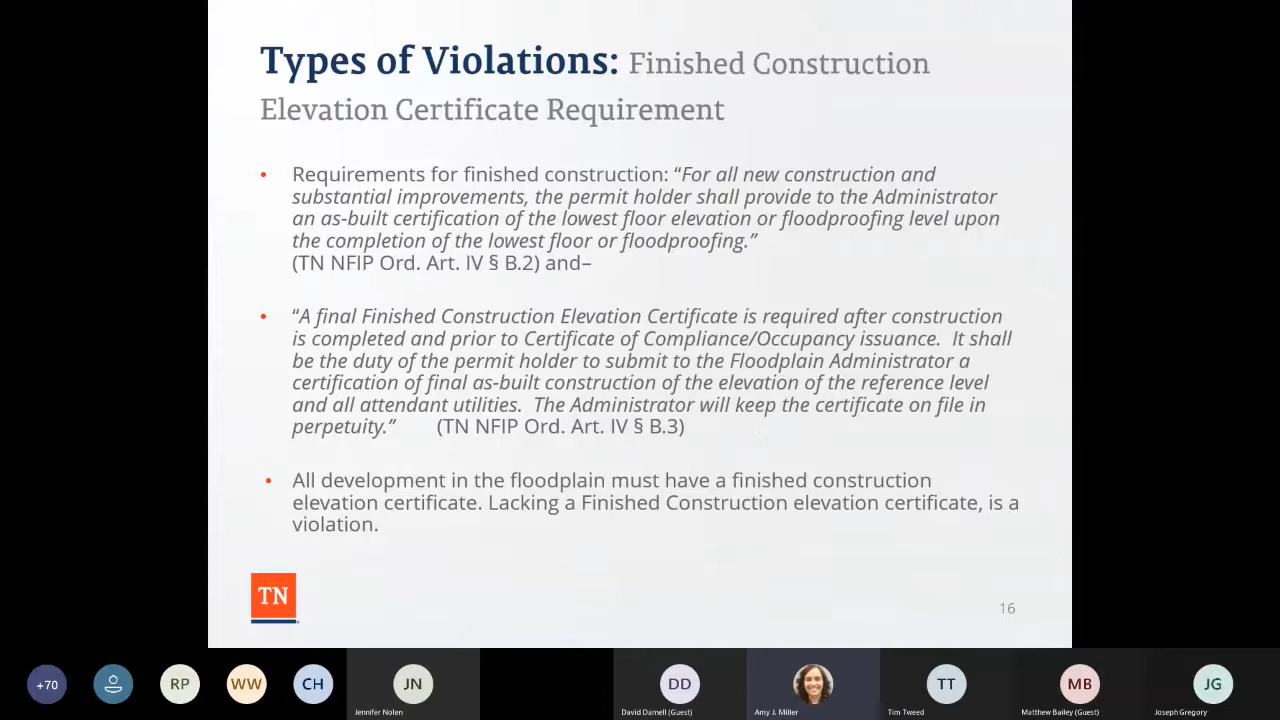 Types of Violations: Finished Construction
Elevation Certificate Requirement
• Requirements for finished construction: “For all new construction and
substantial improvements, the permit holder shall provide to the Administrator
an as-built certification of the lowest floor elevation or floodproofing level upon
the completion of the lowest floor or floodproofing.”
(TN NFIP Ord. Art. IV § B.2) and–
• “A final Finished Construction Elevation Certificate is required after construction
is completed and prior to Certificate of Compliance/Occupancy issuance. It shall
be the duty of the permit holder to submit to the Floodplain Administrator a
certification of final as-built construction of the elevation of the reference level
and all attendant utilities. The Administrator will keep the certificate on file in
perpetuity.” (TN NFIP Ord. Art. IV § B.3)
• All development in the floodplain must have a finished construction
elevation certificate. Lacking a Finished Construction elevation certificate, is a
violation.
TN
16
+70 RP WW CH JN DD TT MB JG
Jennifer Nolen David Darnell (Guest) Amy J. Miller Tim Tweed Matthew Bailey (Guest) Joseph Gregory